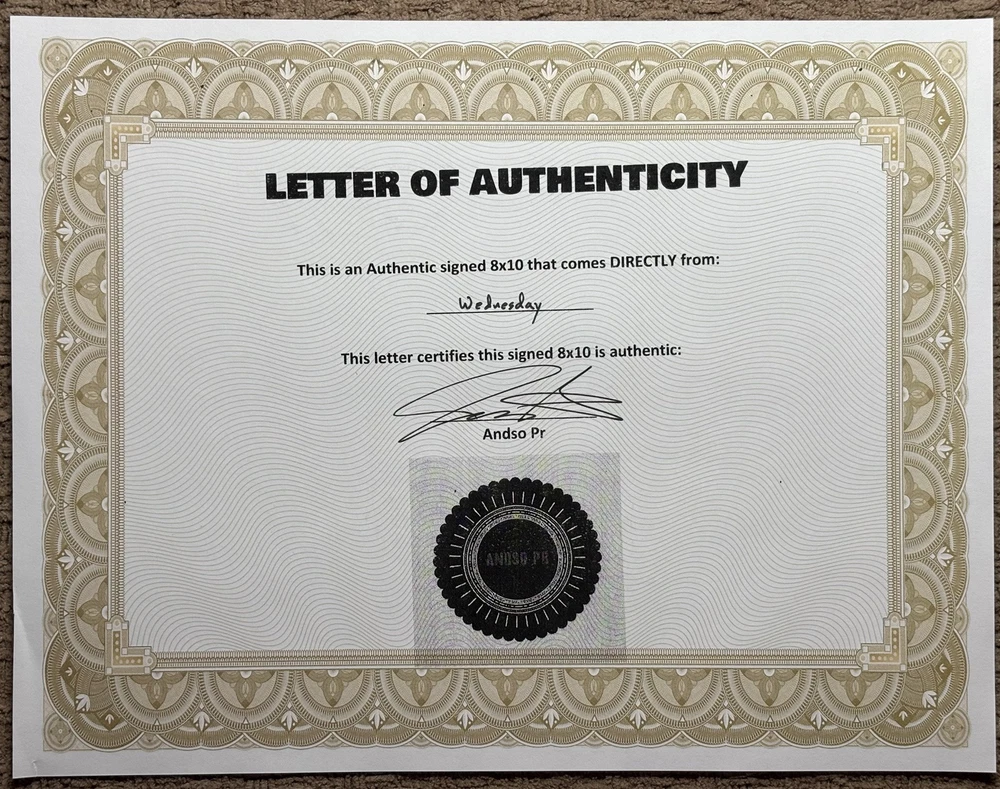 LETTER OF AUTHENTICITY
This is an Authentic signed 8x10 that comes DIRECTLY from:
Wednesday
This letter certifies this signed 8x10 is authentic:
Andso Pr
ANDSO PR